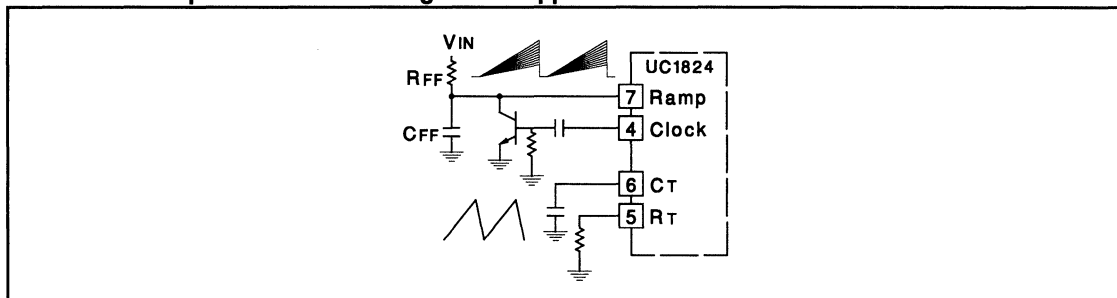 VIN
RFF
UC1824
7 Ramp
CFF
4 Clock
6 CT
5 RT